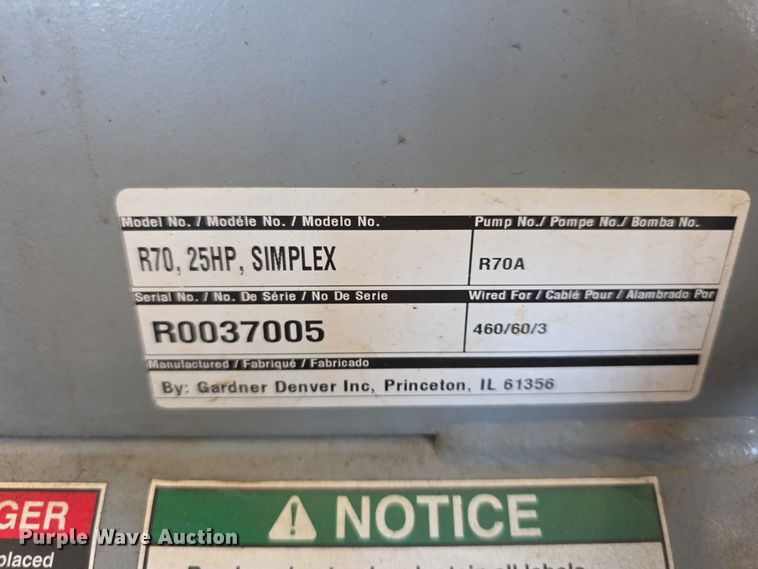 Model No. / Modéle No. / Modelo No.
Pump No./ Pompe No./ Bomba No.
R70, 25HP, SIMPLEX
R70A
Serial No. / No. De Série / No De Serie
Wired For / Cablé Pour / Alambrado Por
R0037005
460/60/3
Manufactured / Fabriqué / Fabricado
By: Gardner Denver Inc, Princeton, IL 61356
GER
placed
NOTICE
Purple Wave Auction